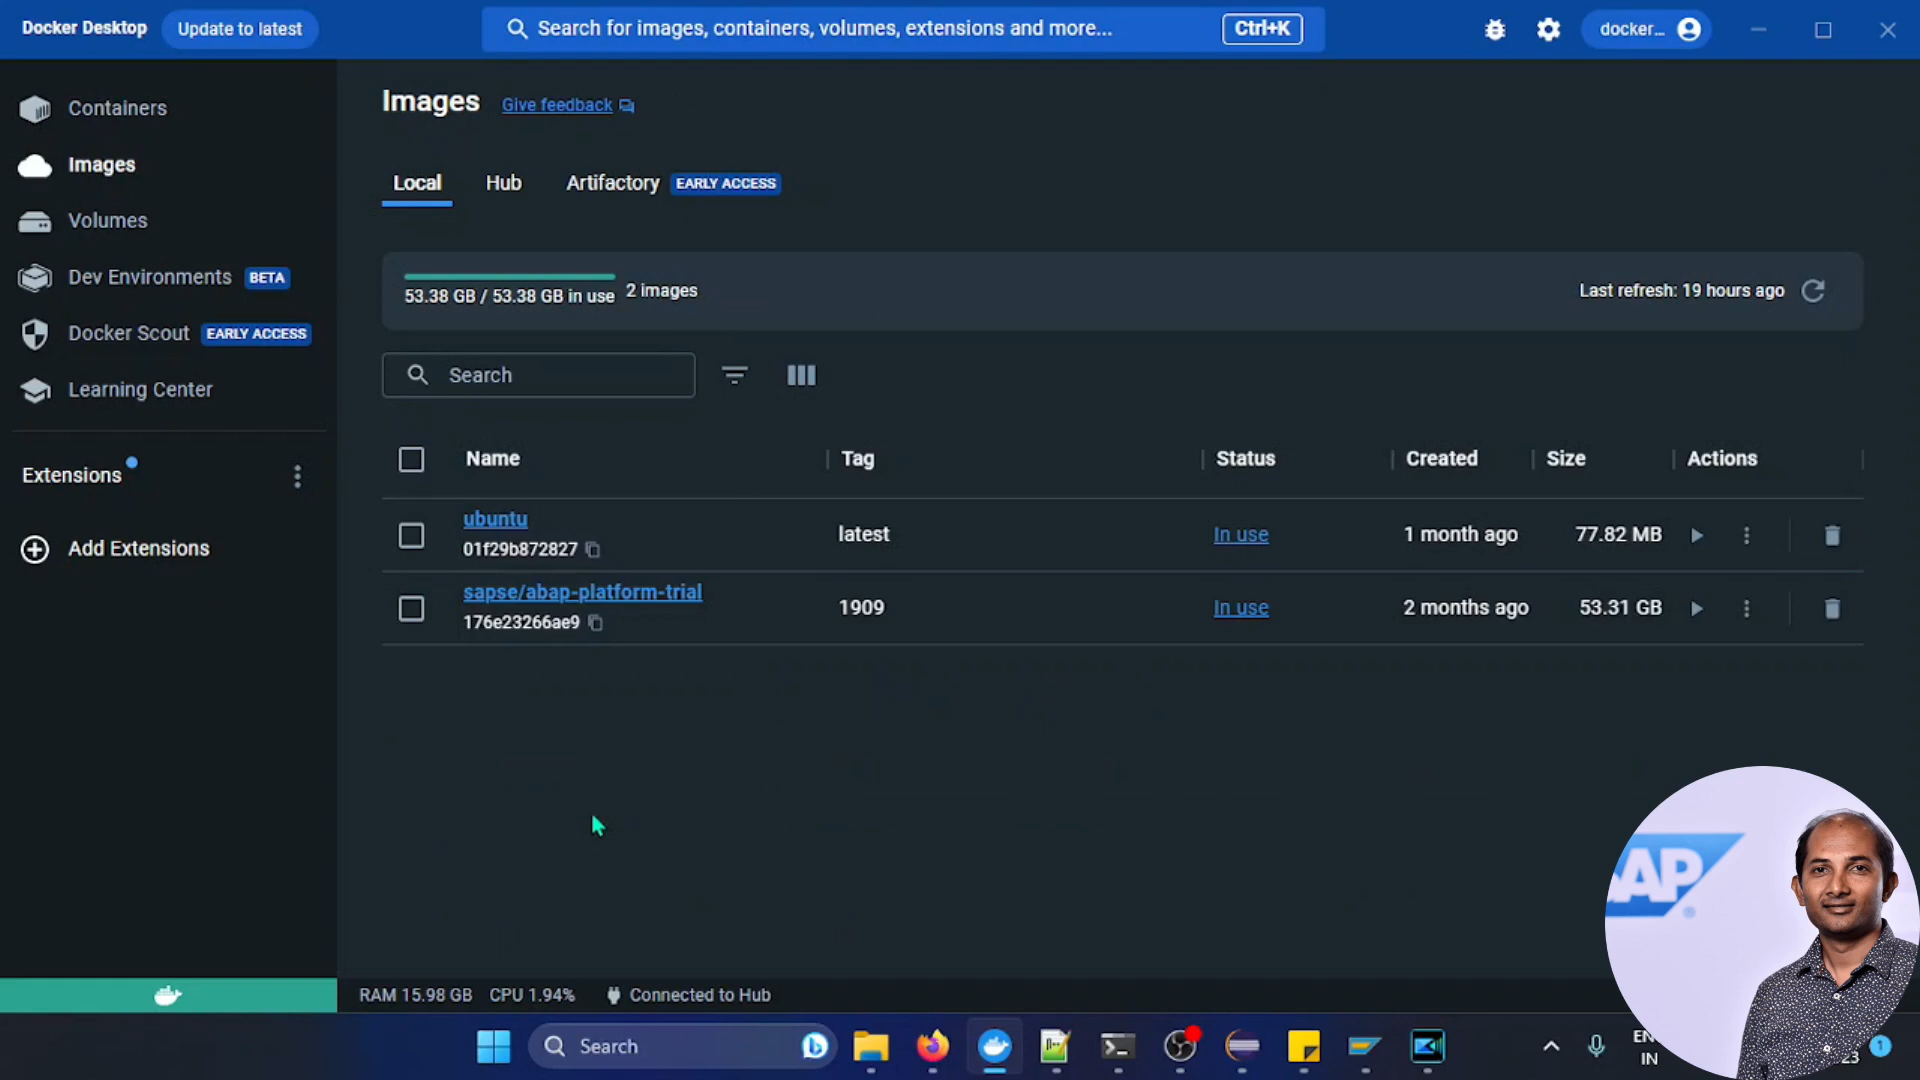 Docker Desktop Update to latest Search for images, containers, volumes, extensions and more... Ctrl+K docker...
Containers
Images
Volumes
Dev Environments BETA
Docker Scout EARLY ACCESS
Learning Center
Extensions
Add Extensions
Images Give feedback
Local Hub Artifactory EARLY ACCESS
53.38 GB / 53.38 GB in use 2 images Last refresh: 19 hours ago
Search
Name Tag Status Created Size Actions
ubuntu latest In use 1 month ago 77.82 MB
01f29b872827
sapse/abap-platform-trial 1909 In use 2 months ago 53.31 GB
176e23266ae9
RAM 15.98 GB CPU 1.94% Connected to Hub
Search
IN
23
1